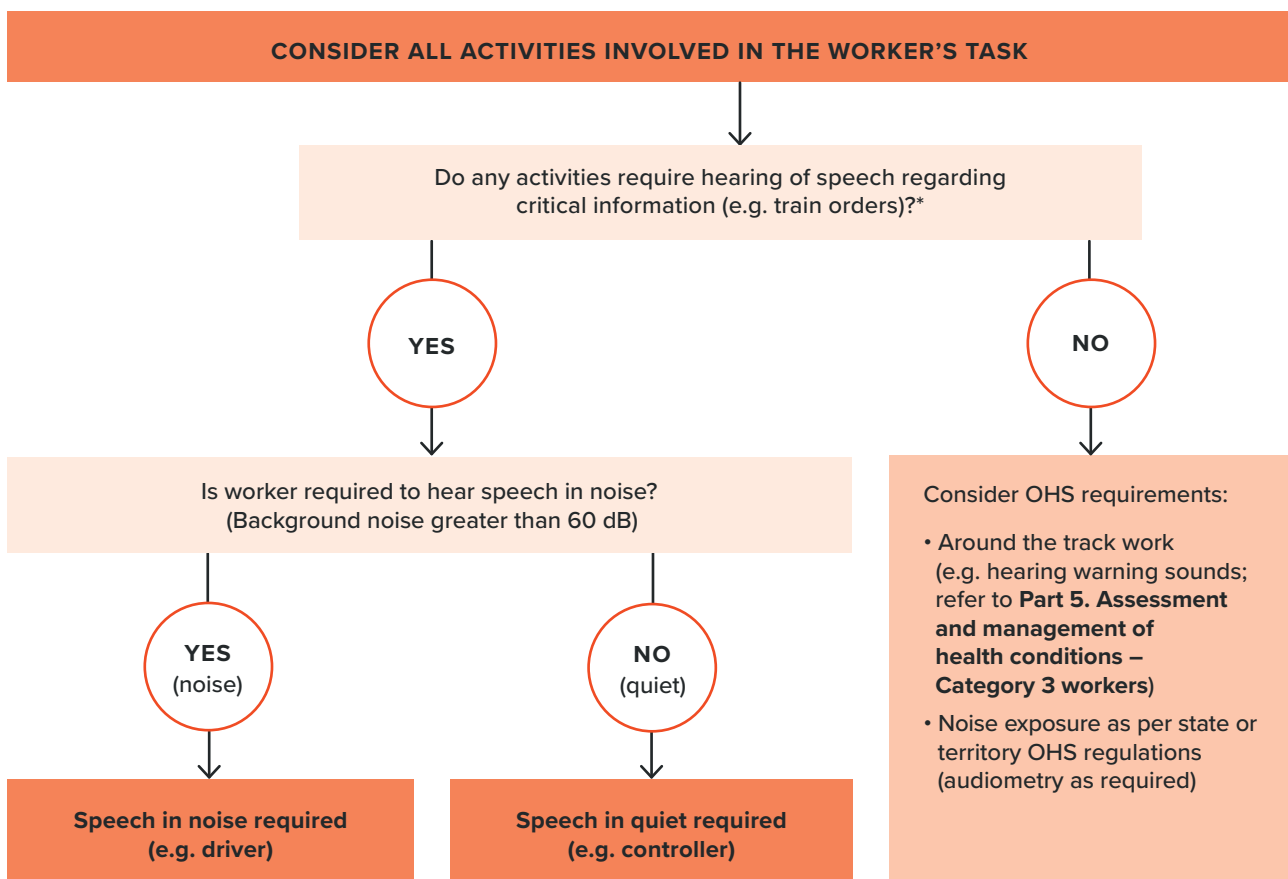 CONSIDER ALL ACTIVITIES INVOLVED IN THE WORKER’S TASK
Do any activities require hearing of speech regarding
critical information (e.g. train orders)?*
YES
NO
Is worker required to hear speech in noise?
(Background noise greater than 60 dB)
YES
(noise)
NO
(quiet)
Speech in noise required
(e.g. driver)
Speech in quiet required
(e.g. controller)
Consider OHS requirements:
• Around the track work
(e.g. hearing warning sounds;
refer to Part 5. Assessment
and management of
health conditions –
Category 3 workers)
• Noise exposure as per state or
territory OHS regulations
(audiometry as required)